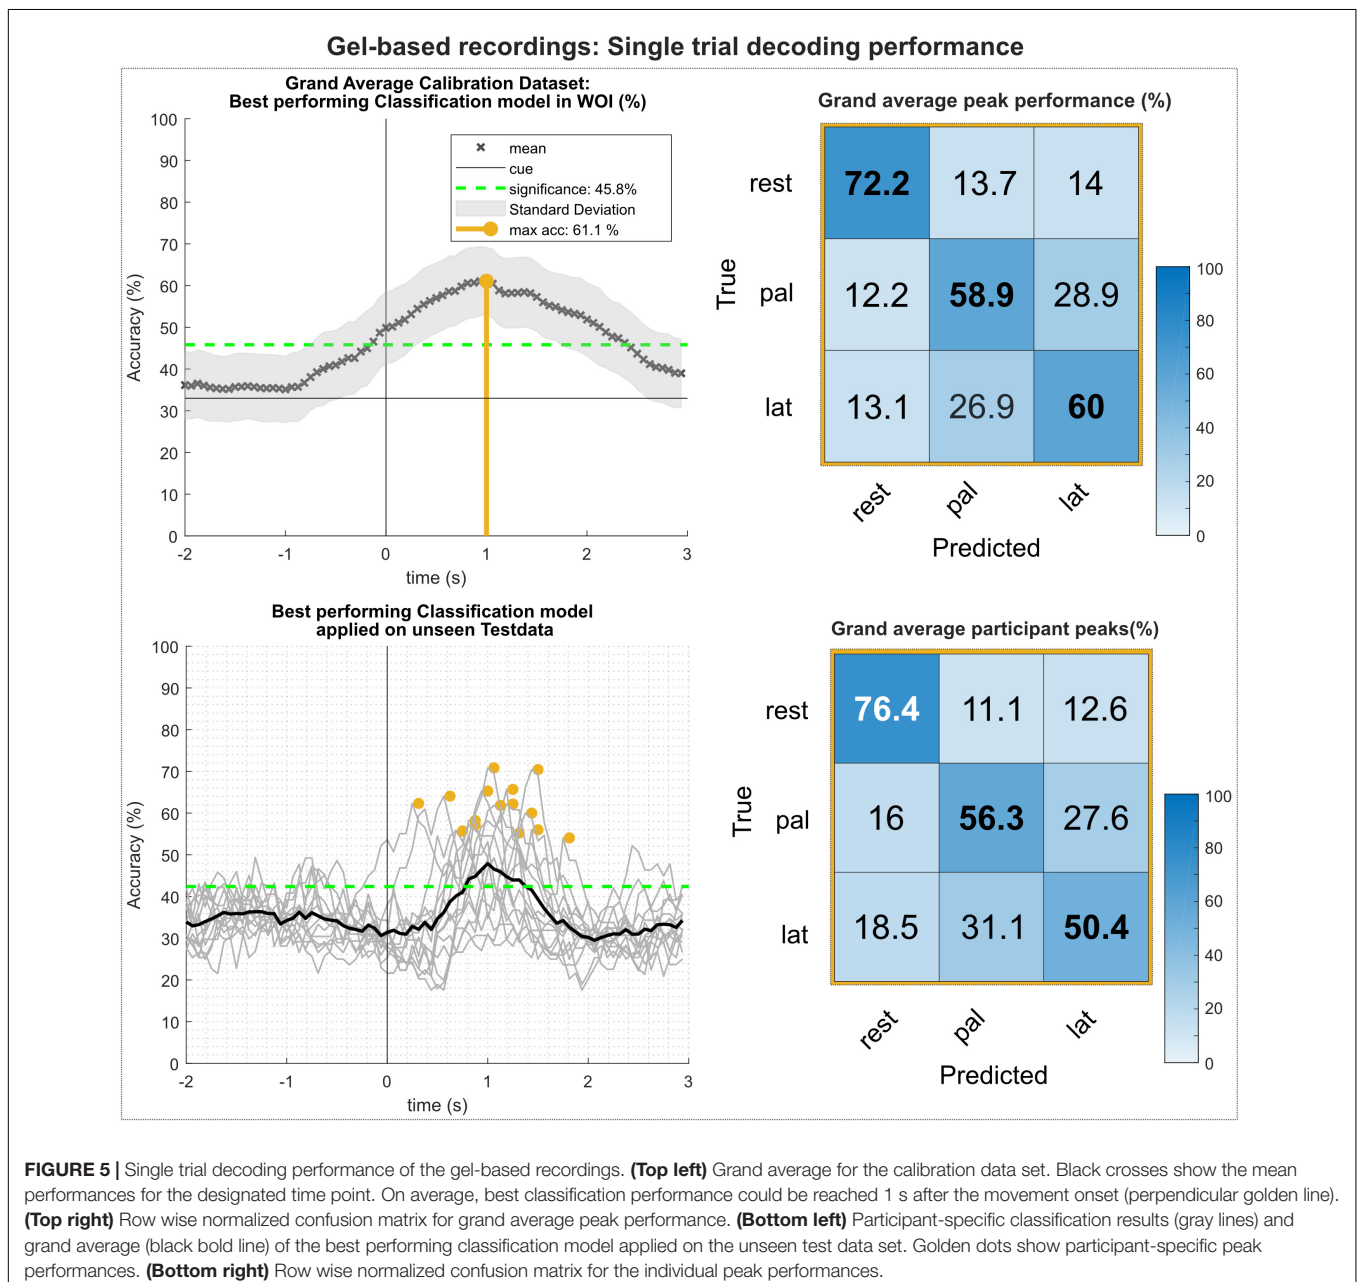 Gel-based recordings: Single trial decoding performance
Grand Average Calibration Dataset:
Best performing Classification model in WOI (%)
100
90
80
70
60
50
40
30
20
10
0
Accuracy (%)
mean
cue
significance: 45.8%
Standard Deviation
max acc: 61.1 %
-2
-1
0
1
2
3
time (s)
Grand average peak performance (%)
True
rest
72.2
13.7
14
pal
12.2
58.9
28.9
lat
13.1
26.9
60
rest
pal
lat
Predicted
100
80
60
40
20
0
Best performing Classification model
applied on unseen Testdata
100
90
80
70
60
50
40
30
20
10
0
Accuracy (%)
-2
-1
0
1
2
3
time (s)
Grand average participant peaks(%)
True
rest
76.4
11.1
12.6
pal
16
56.3
27.6
lat
18.5
31.1
50.4
rest
pal
lat
Predicted
100
80
60
40
20
0
FIGURE 5 | Single trial decoding performance of the gel-based recordings. (Top left) Grand average for the calibration data set. Black crosses show the mean
performances for the designated time point. On average, best classification performance could be reached 1 s after the movement onset (perpendicular golden line).
(Top right) Row wise normalized confusion matrix for grand average peak performance. (Bottom left) Participant-specific classification results (gray lines) and
grand average (black bold line) of the best performing classification model applied on the unseen test data set. Golden dots show participant-specific peak
performances. (Bottom right) Row wise normalized confusion matrix for the individual peak performances.